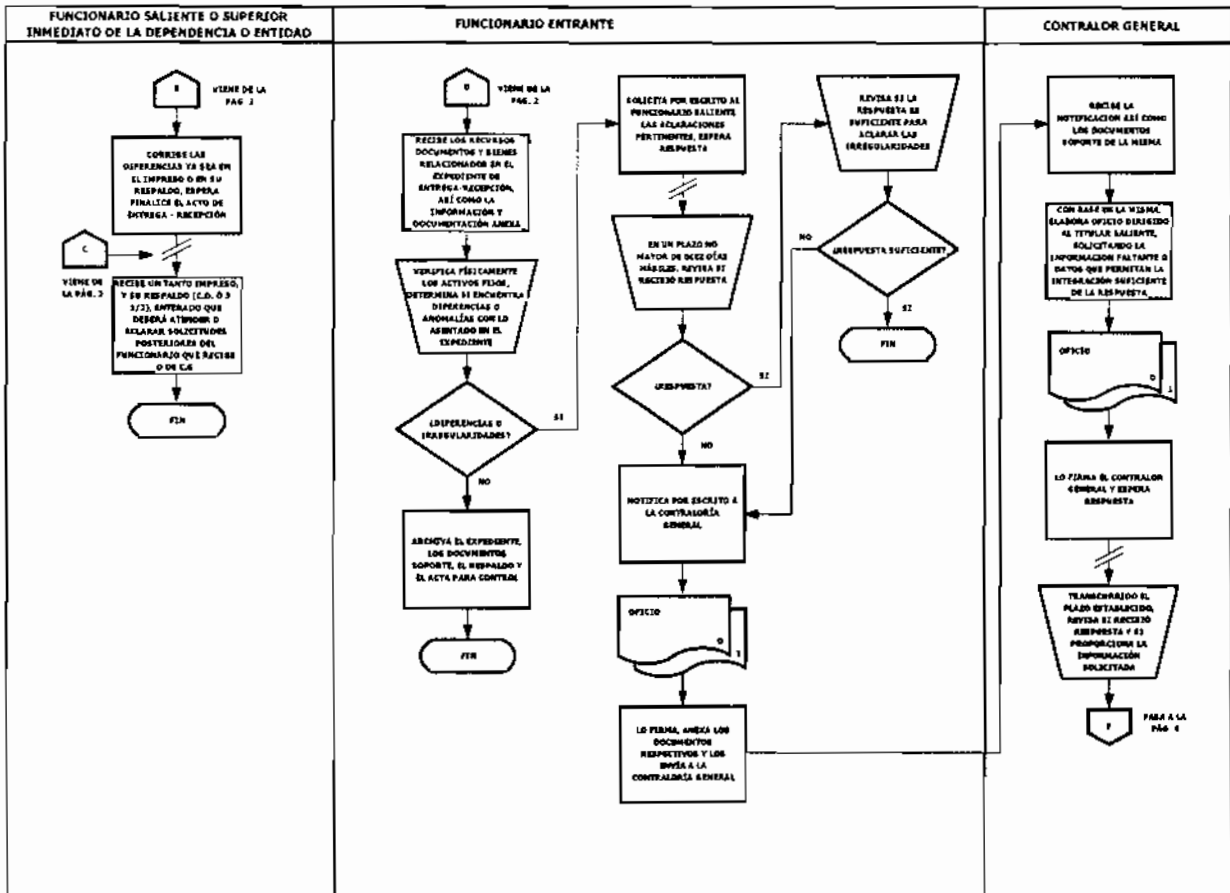 FUNCIONARIO SALIENTE O SUPERIOR
INMEDIATO DE LA DEPENDENCIA O ENTIDAD
VIENE DE LA
PAG.
CORRIGE LAS
DIFERENCIAS YA SEA EN
EL IMPRESO O EN SU
RESPALDO, ESPERA
FINALICE EL ACTO DE
ENTREGA - RECEPCIÓN
C
VIENE DE
LA PÁG. 2
RECIBE UN TANTO IMPRESO,
Y SU RESPALDO (C.D. Ó 3
1/2), ENTERADO QUE
DEBERÁ ATENDER O
ACLARAR SOLICITUDES
POSTERIORES DEL
FUNCIONARIO QUE RECIBE
O DE C.G
FIN
FUNCIONARIO ENTRANTE
D
VIENE DE LA
PAG. 2
RECIBE LOS RECURSOS
DOCUMENTOS Y BIENES
RELACIONADOR EN EL
EXPEDIENTE DE
ENTREGA-RECEPCIÓN,
ASÍ COMO LA
INFORMACIÓN Y
DOCUMENTACIÓN ANEXA
VERIFICA FÍSICAMENTE
LOS ACTIVOS FIJOS,
DETERMINA SI ENCUENTRA
DIFERENCIAS O
ANOMALÍAS CON LO
ASENTADO EN EL
EXPEDIENTE
¿DIFERENCIAS O
IRREGULARIDADES?
SI
NO
ARCHIVA EL EXPEDIENTE,
LOS DOCUMENTOS
SOPORTE, EL RESPALDO Y
EL ACTA PARA CONTROL
FIN
SOLICITA POR ESCRITO AL
FUNCIONARIO SALIENTE
LAS ACLARACIONES
PERTINENTES, ESPERA
RESPUESTA
EN UN PLAZO NO
MAYOR DE DIEZ DÍAS
HÁBILES, REVISA SI
RECIBIÓ RESPUESTA
¿RESPUESTA?
SI
NO
NOTIFICA POR ESCRITO A
LA CONTRALORÍA
GENERAL
OFICIO
0
1
LO FIRMA, ANEXA LOS
DOCUMENTOS
RESPECTIVOS Y LOS
ENVÍA A LA
CONTRALORÍA GENERAL
REVISA SI LA
RESPUESTA ES
SUFICIENTE PARA
ACLARAR LAS
IRREGULARIDADES
NO
¿RESPUESTA SUFICIENTE?
SI
FIN
CONTRALOR GENERAL
RECIBE LA
NOTIFICACIÓN ASÍ COMO
LOS DOCUMENTOS
SOPORTE DE LA MISMA
CON BASE EN LA MISMA,
ELABORA OFICIO DIRIGIDO
AL TITULAR SALIENTE,
SOLICITANDO LA
INFORMACIÓN FALTANTE O
DATOS QUE PERMITAN LA
INTEGRACIÓN SUFICIENTE
DE LA RESPUESTA
OFICIO
0
1
LO FIRMA EL CONTRALOR
GENERAL Y ESPERA
RESPUESTA
TRANSCURRIDO EL
PLAZO ESTABLECIDO,
REVISA SI RECIBIÓ
RESPUESTA Y SI
PROPORCIONA LA
INFORMACIÓN
SOLICITADA
F
PASA A LA
PÁG. 4